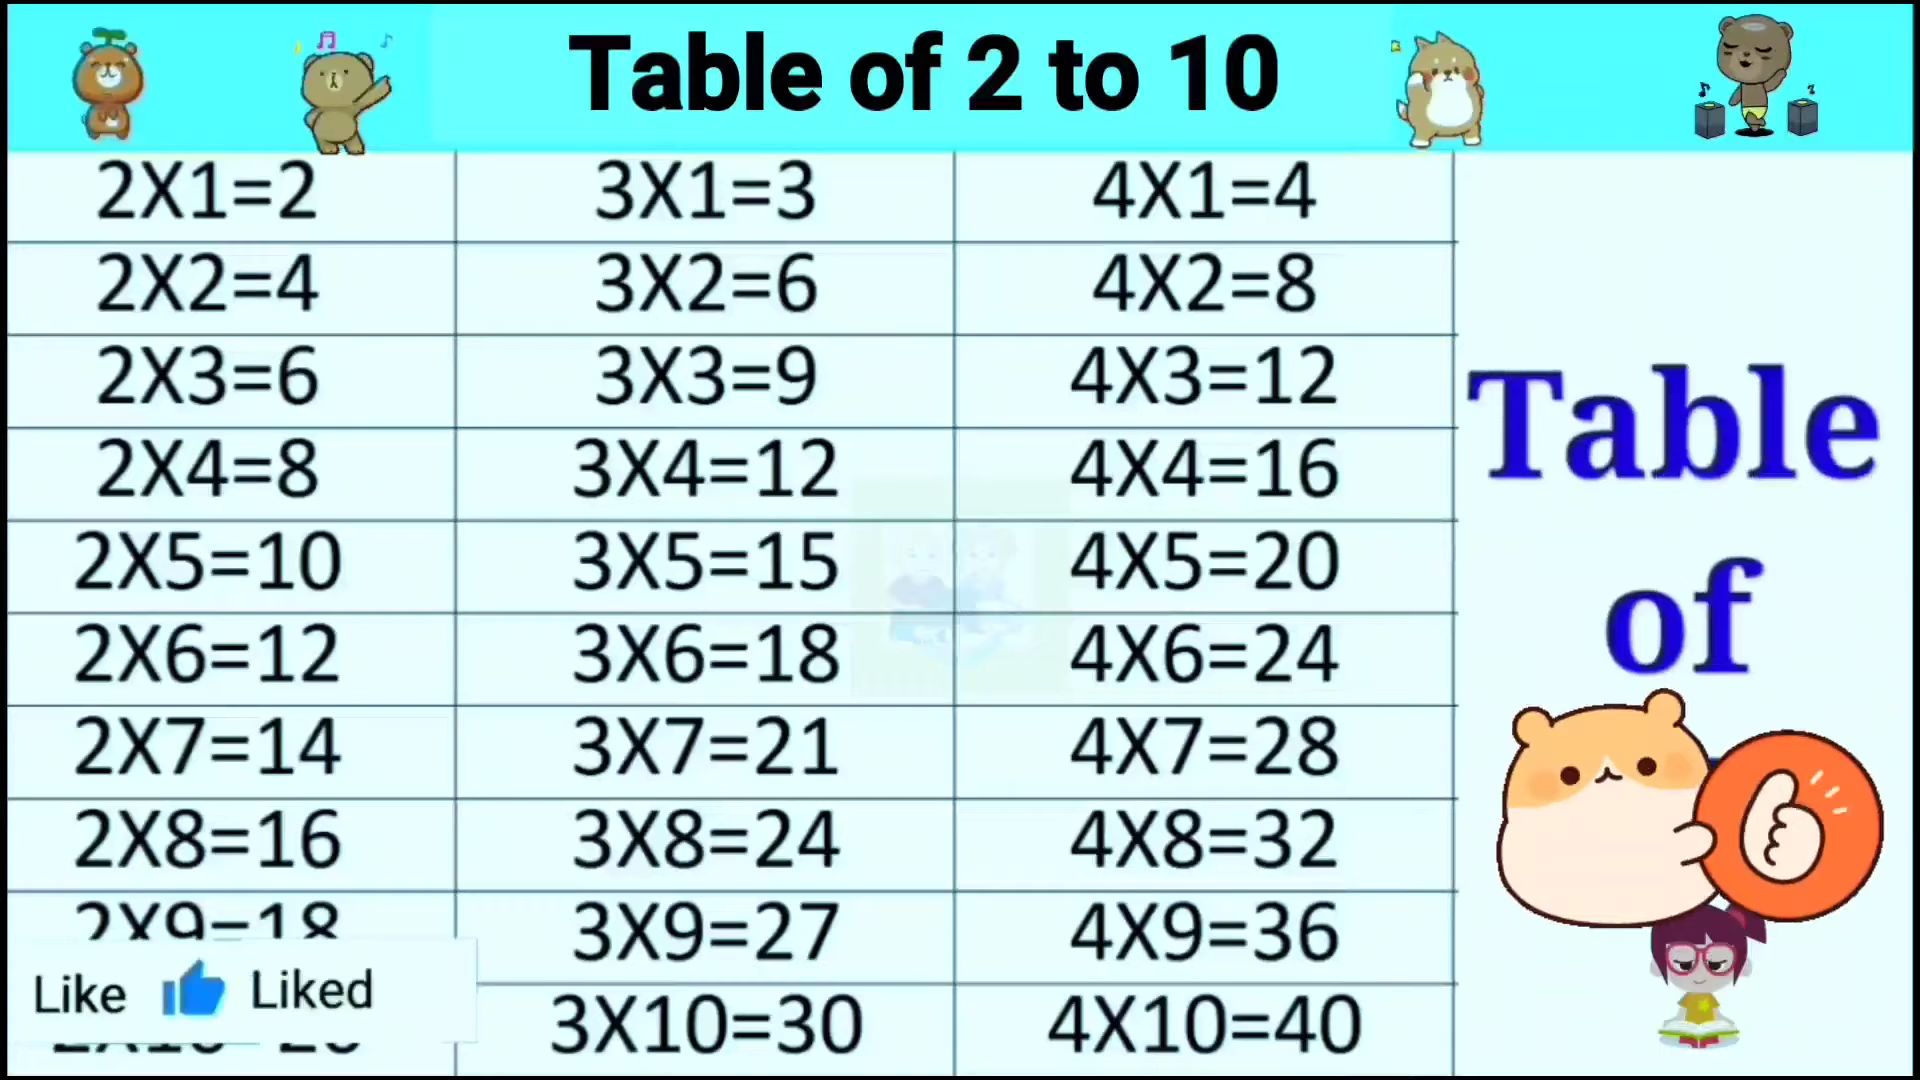 Table of 2 to 10
2X1=2 3X1=3 4X1=4
2X2=4 3X2=6 4X2=8
2X3=6 3X3=9 4X3=12
2X4=8 3X4=12 4X4=16
2X5=10 3X5=15 4X5=20
2X6=12 3X6=18 4X6=24
2X7=14 3X7=21 4X7=28
2X8=16 3X8=24 4X8=32
2X9=18 3X9=27 4X9=36
3X10=30 4X10=40
Like Liked
Table
of